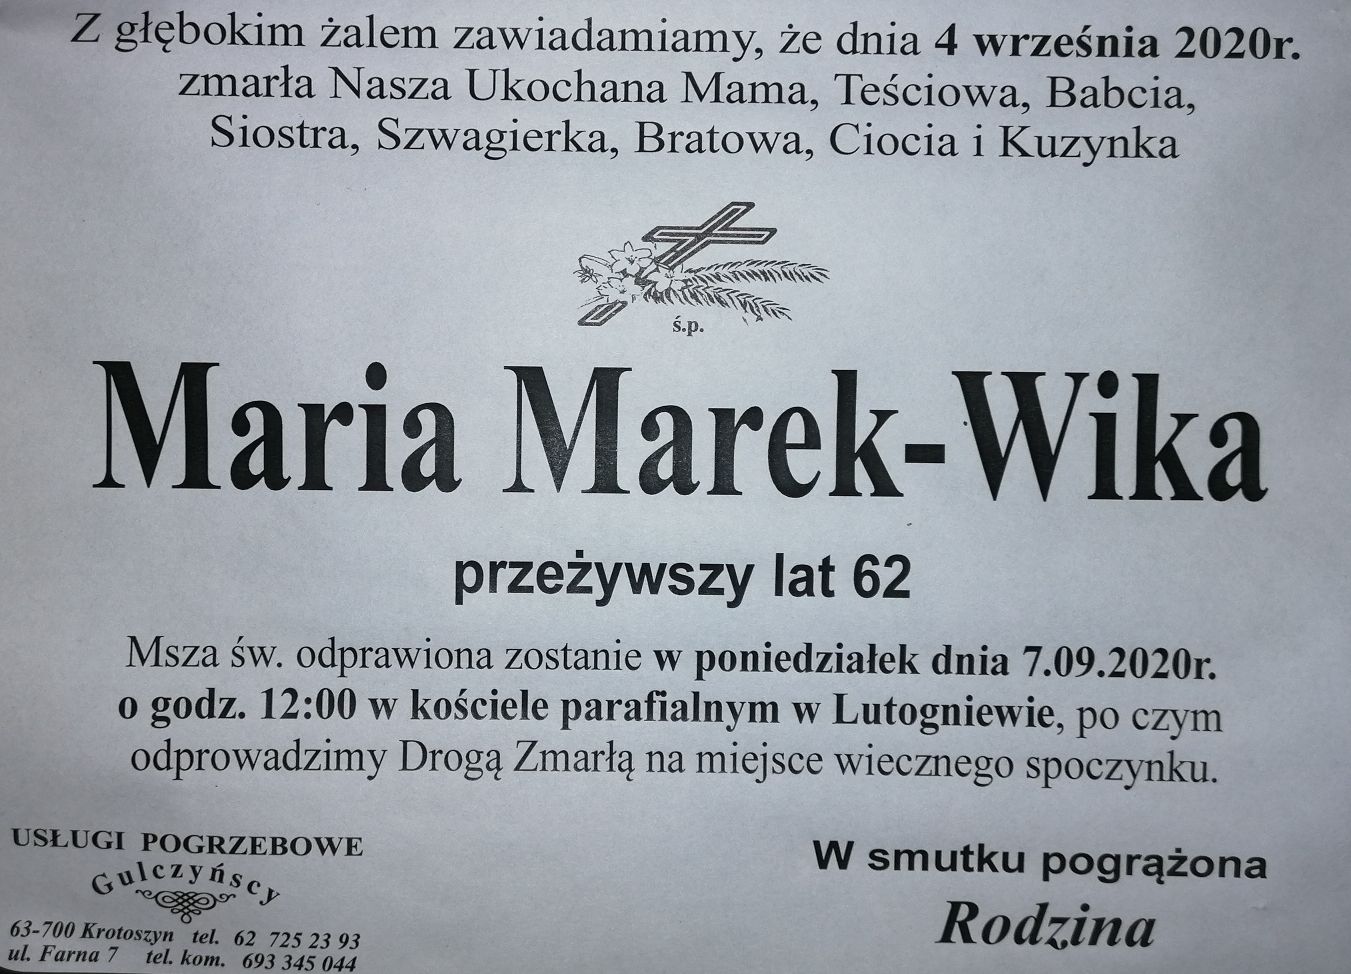 Z głębokim żalem zawiadamiamy, że dnia 4 września 2020r.
zmarła Nasza Ukochana Mama, Teściowa, Babcia,
Siostra, Szwagierka, Bratowa, Ciocia i Kuzynka
ś.p.
Maria Marek-Wika
przeżywszy lat 62
Msza św. odprawiona zostanie w poniedziałek dnia 7.09.2020r.
o godz. 12:00 w kościele parafialnym w Lutogniewie, po czym
odprowadzimy Drogą Zmarłą na miejsce wiecznego spoczynku.
USŁUGI POGRZEBOWE
Gulczyńscy
63-700 Krotoszyn tel. 62 725 23 93
ul. Farna 7 tel. kom. 693 345 044
W smutku pogrążona
Rodzina